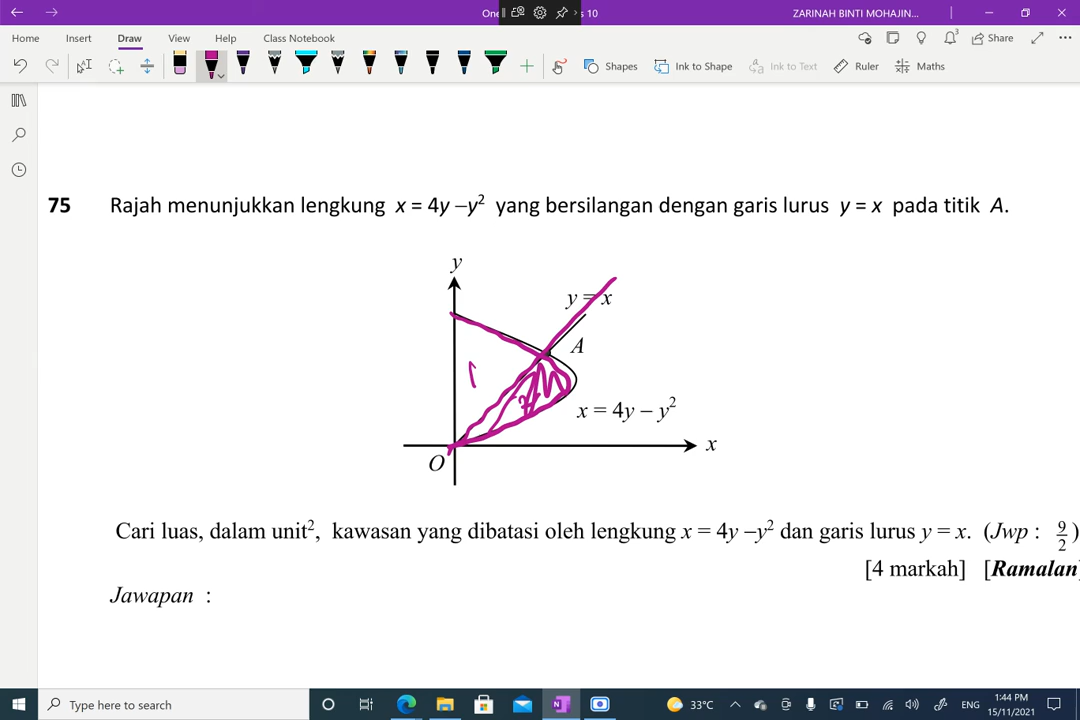 One
s 10
ZARINAH BINTI MOHAJIN...
Home Insert Draw View Help Class Notebook
Share
Shapes Ink to Shape Ink to Text Ruler Maths
75 Rajah menunjukkan lengkung x = 4y –y² yang bersilangan dengan garis lurus y = x pada titik A.
y
y = x
A
x = 4y – y²
x
O
Cari luas, dalam unit², kawasan yang dibatasi oleh lengkung x = 4y –y² dan garis lurus y = x. (Jwp : 9/2)
[4 markah] [Ramalan]
Jawapan :
Type here to search
33°C
ENG
1:44 PM
15/11/2021